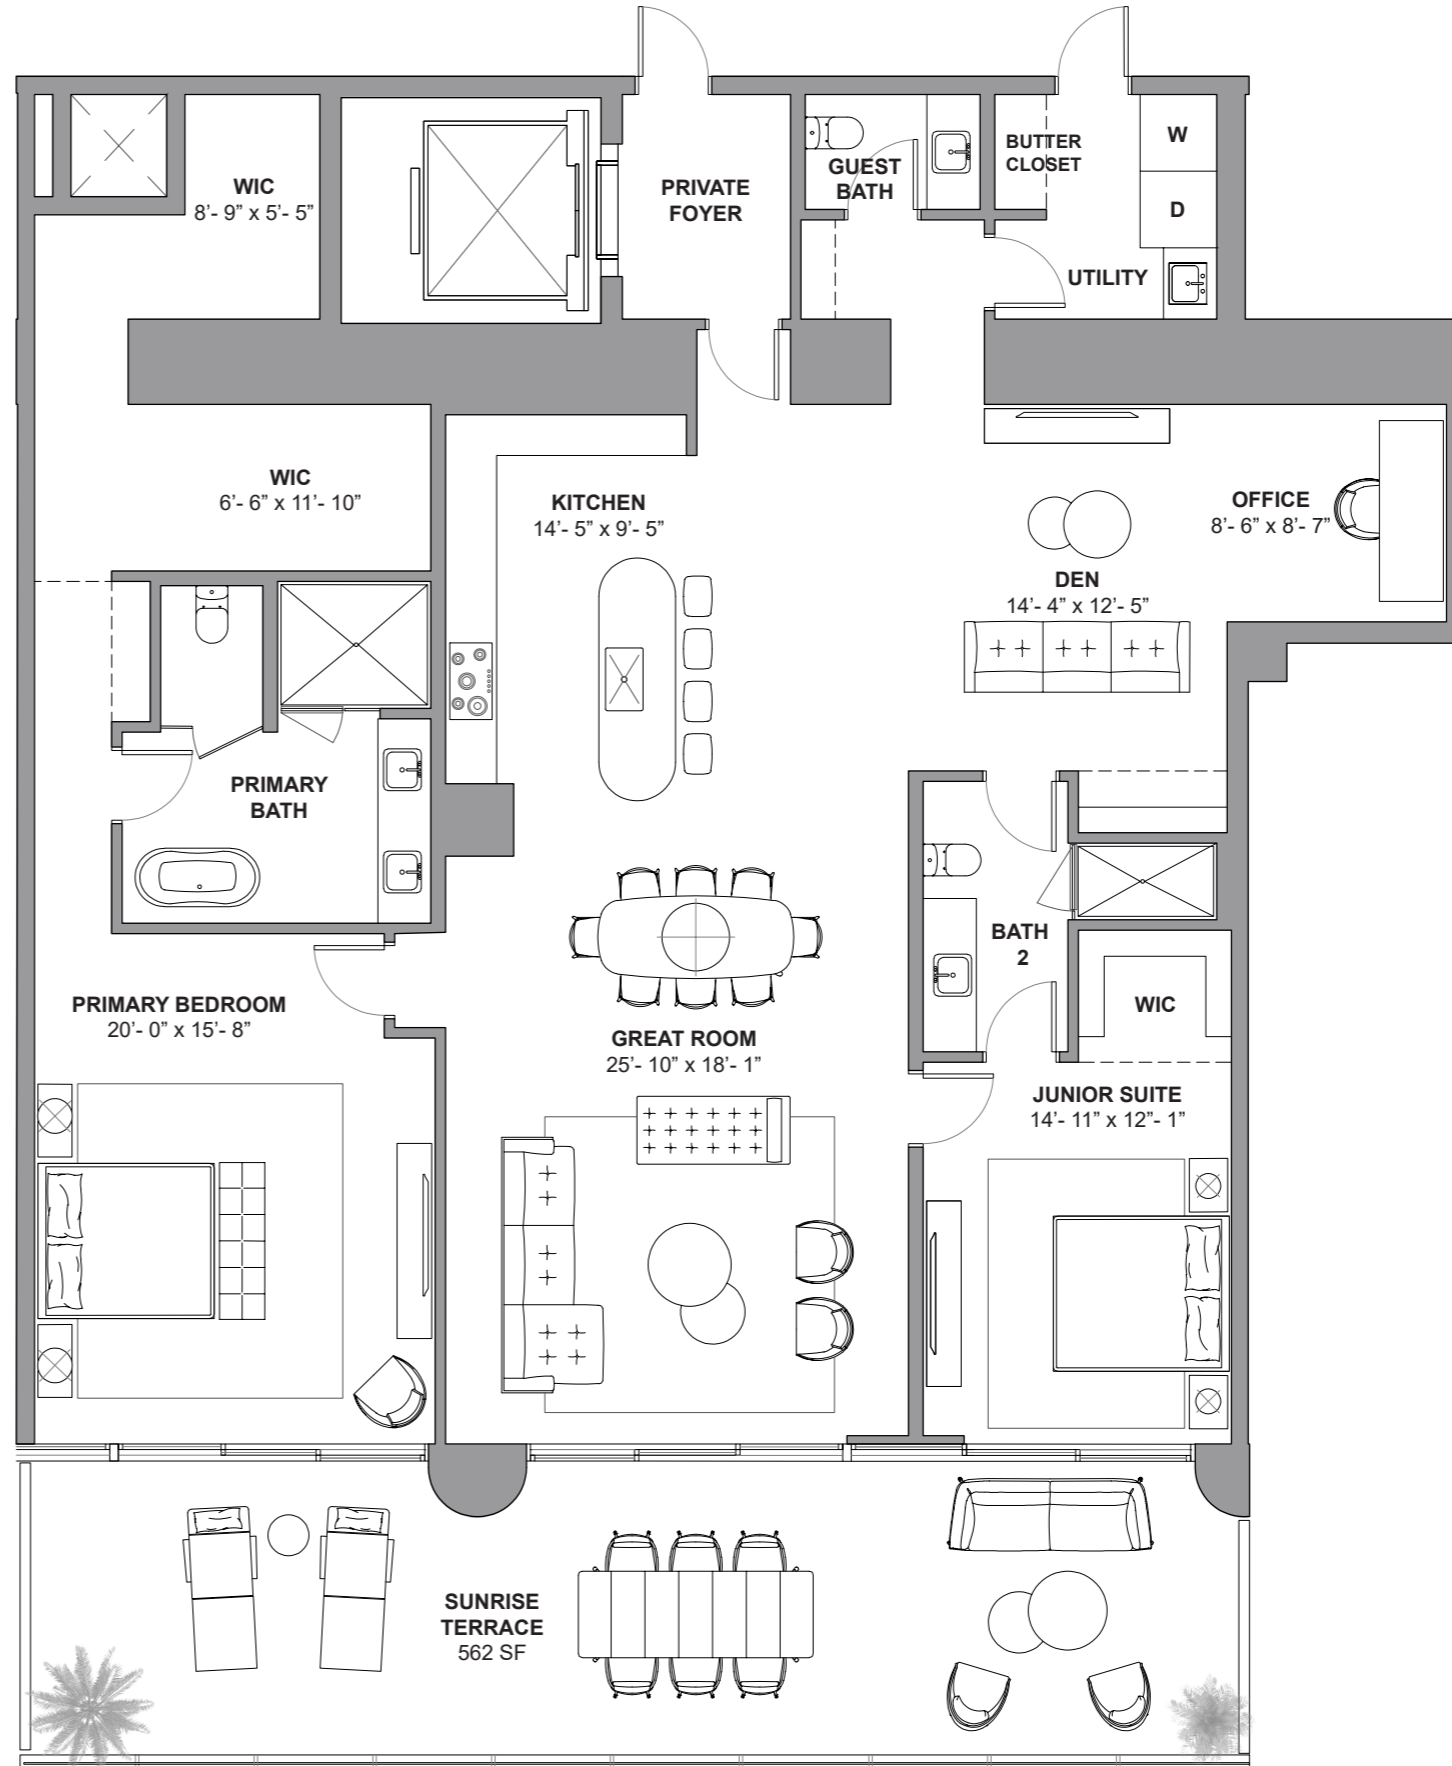 WIC
8’- 9” x 5’- 5”
PRIVATE
FOYER
GUEST
BATH
BUTTER
CLOSET
W
D
UTILITY
WIC
6’- 6” x 11’- 10”
KITCHEN
14’- 5” x 9’- 5”
OFFICE
8’- 6” x 8’- 7”
DEN
14’- 4” x 12’- 5”
PRIMARY
BATH
BATH
2
PRIMARY BEDROOM
20’- 0” x 15’- 8”
WIC
GREAT ROOM
25’- 10” x 18’- 1”
JUNIOR SUITE
14’- 11” x 12”- 1”
SUNRISE
TERRACE
562 SF